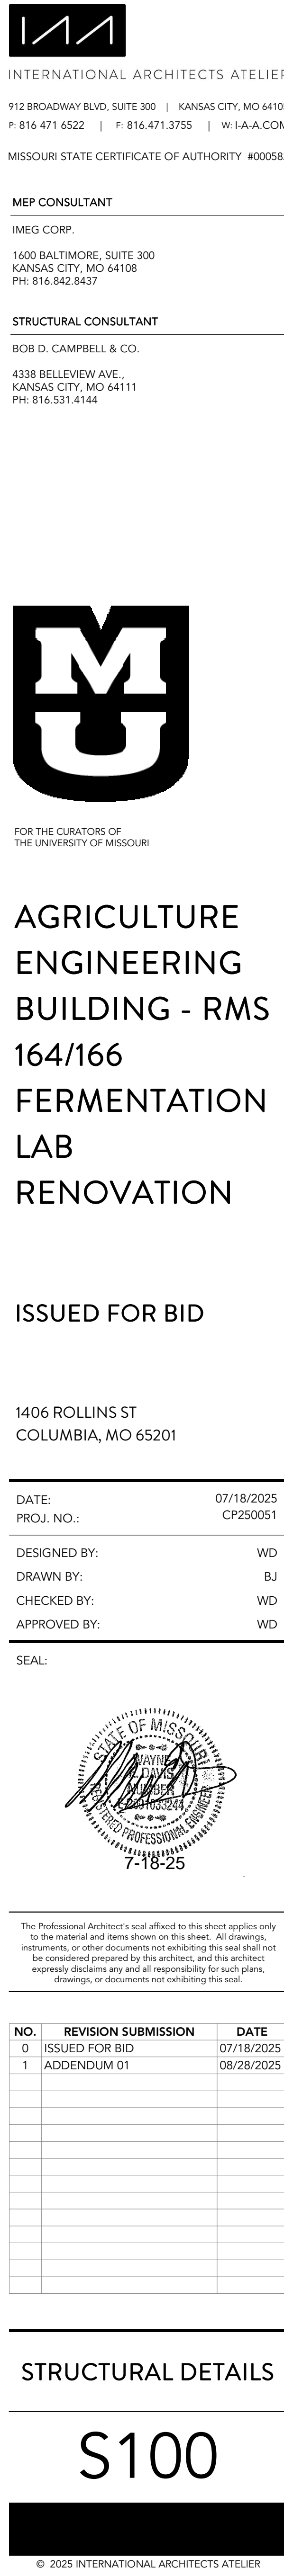 IAA
INTERNATIONAL ARCHITECTS ATELIER
912 BROADWAY BLVD, SUITE 300 | KANSAS CITY, MO 6410
P: 816 471 6522 | F: 816.471.3755 | W: I-A-A.COM
MISSOURI STATE CERTIFICATE OF AUTHORITY #00058
MEP CONSULTANT
IMEG CORP.
1600 BALTIMORE, SUITE 300
KANSAS CITY, MO 64108
PH: 816.842.8437
STRUCTURAL CONSULTANT
BOB D. CAMPBELL & CO.
4338 BELLEVIEW AVE.,
KANSAS CITY, MO 64111
PH: 816.531.4144
MU
FOR THE CURATORS OF
THE UNIVERSITY OF MISSOURI
AGRICULTURE
ENGINEERING
BUILDING - RMS
164/166
FERMENTATION
LAB
RENOVATION
ISSUED FOR BID
1406 ROLLINS ST
COLUMBIA, MO 65201
DATE: 07/18/2025
PROJ. NO.: CP250051
DESIGNED BY: WD
DRAWN BY: BJ
CHECKED BY: WD
APPROVED BY: WD
SEAL:
STATE OF MISSOURI
WAYNE
DAVIS
NUMBER
REGISTERED PROFESSIONAL ENGINEER
7-18-25
The Professional Architect's seal affixed to this sheet applies only
to the material and items shown on this sheet. All drawings,
instruments, or other documents not exhibiting this seal shall not
be considered prepared by this architect, and this architect
expressly disclaims any and all responsibility for such plans,
drawings, or documents not exhibiting this seal.
NO. REVISION SUBMISSION DATE
0 ISSUED FOR BID 07/18/2025
1 ADDENDUM 01 08/28/2025
STRUCTURAL DETAILS
S100
© 2025 INTERNATIONAL ARCHITECTS ATELIER